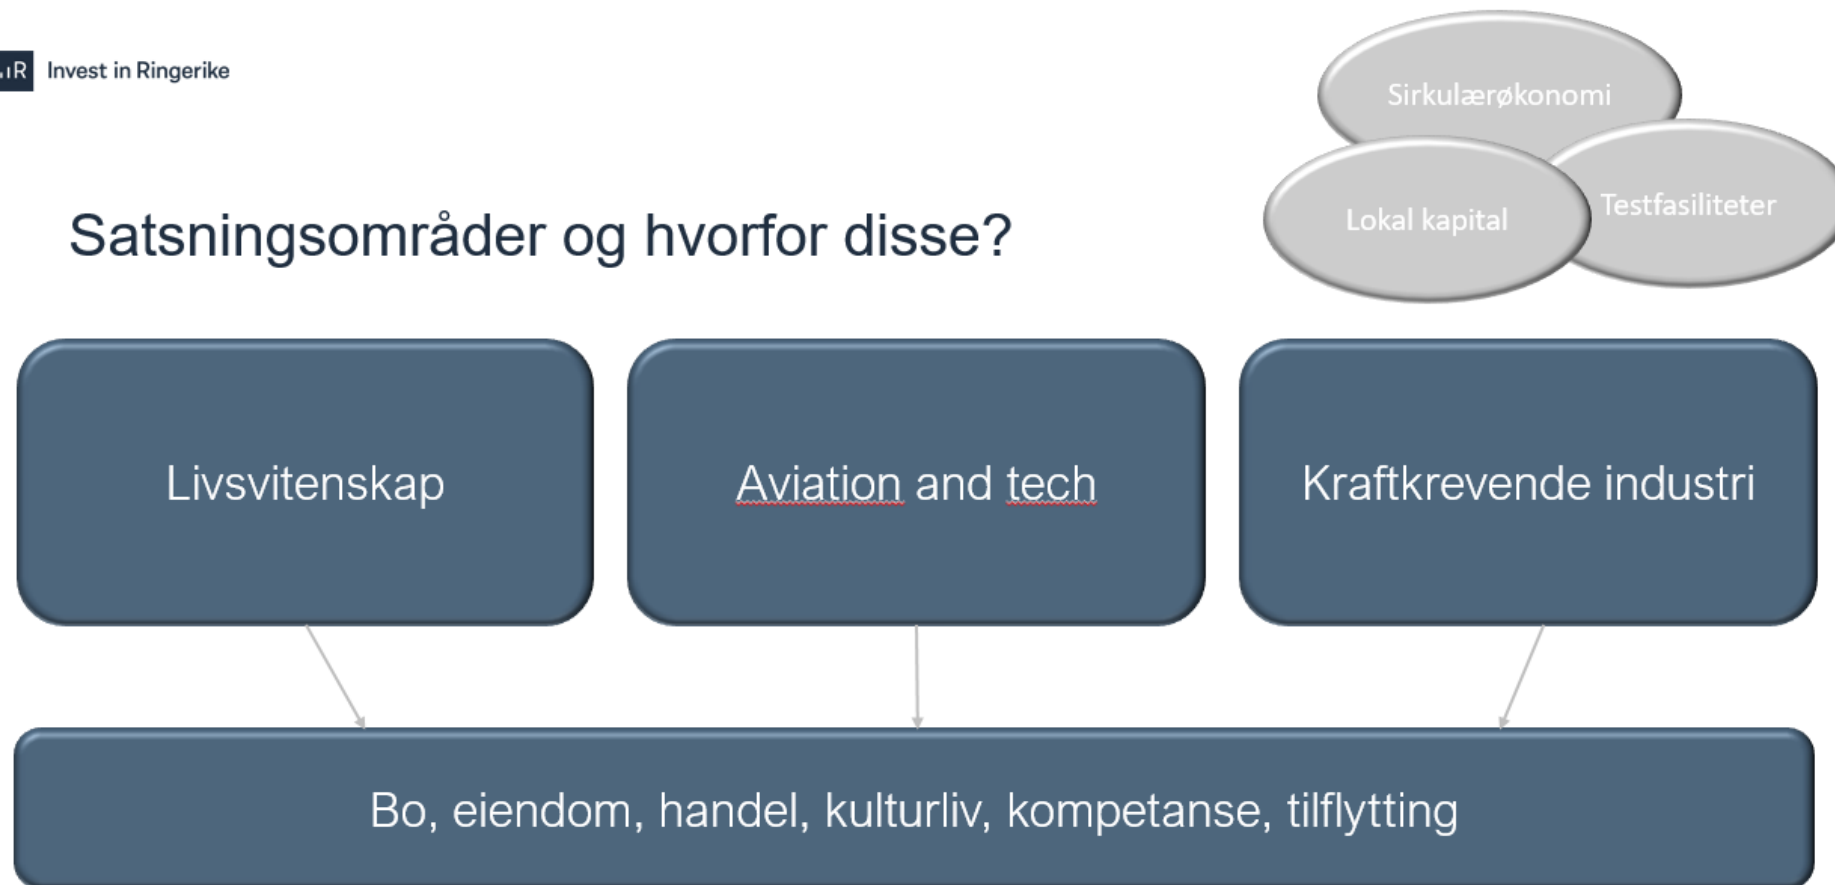 ıR Invest in Ringerike
Sirkulærøkonomi
Lokal kapital
Testfasiliteter
Satsningsområder og hvorfor disse?
Livsvitenskap
Aviation and tech
Kraftkrevende industri
Bo, eiendom, handel, kulturliv, kompetanse, tilflytting